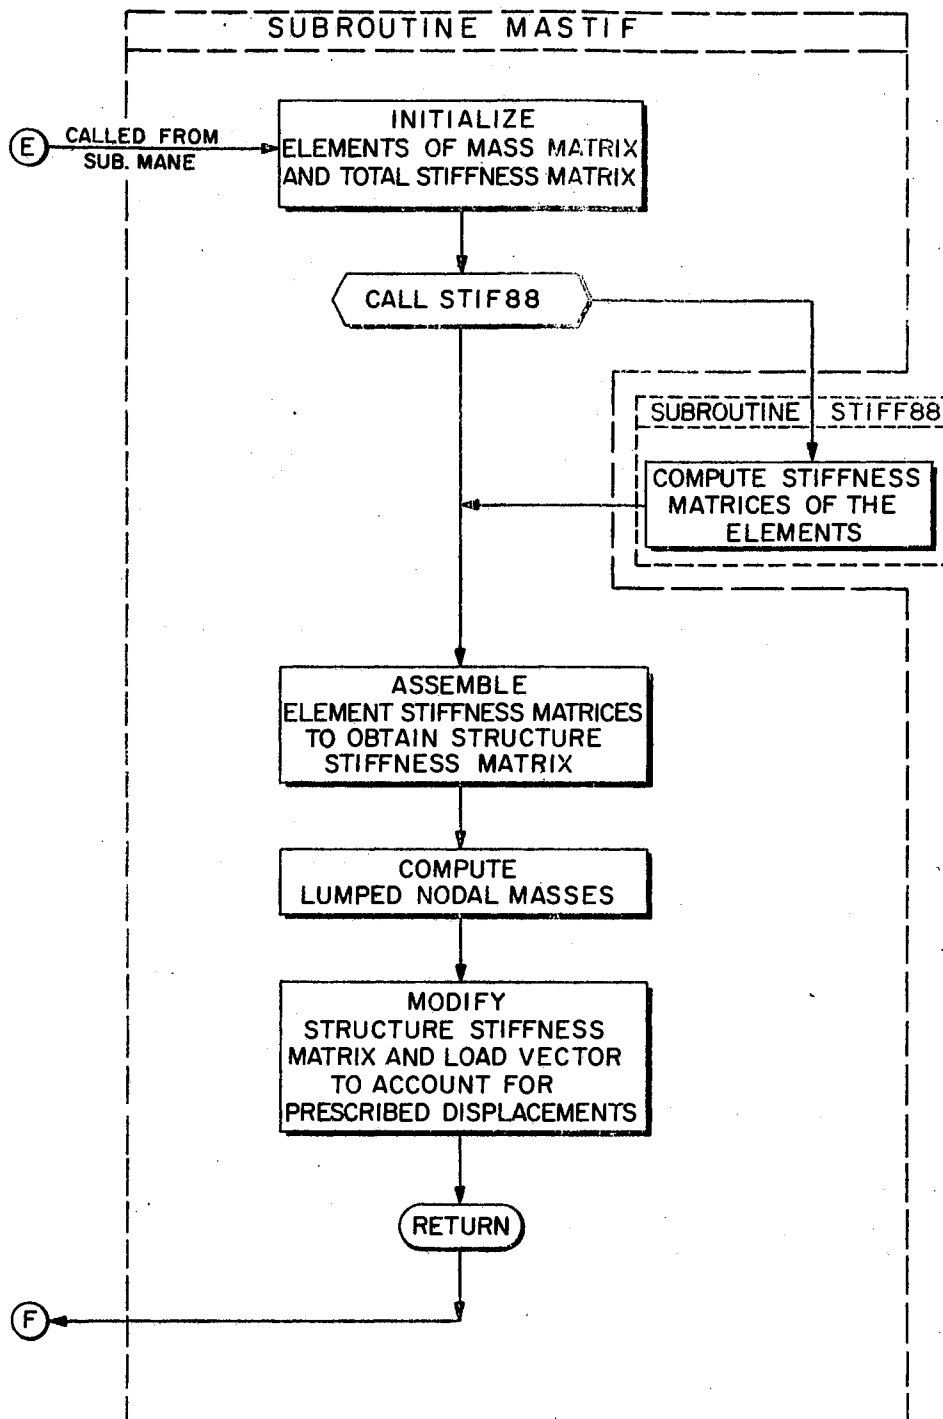 SUBROUTINE MASTIF
E
CALLED FROM
SUB. MANE
INITIALIZE
ELEMENTS OF MASS MATRIX
AND TOTAL STIFFNESS MATRIX
CALL STIF88
SUBROUTINE STIFF88
COMPUTE STIFFNESS
MATRICES OF THE
ELEMENTS
ASSEMBLE
ELEMENT STIFFNESS MATRICES
TO OBTAIN STRUCTURE
STIFFNESS MATRIX
COMPUTE
LUMPED NODAL MASSES
MODIFY
STRUCTURE STIFFNESS
MATRIX AND LOAD VECTOR
TO ACCOUNT FOR
PRESCRIBED DISPLACEMENTS
RETURN
F